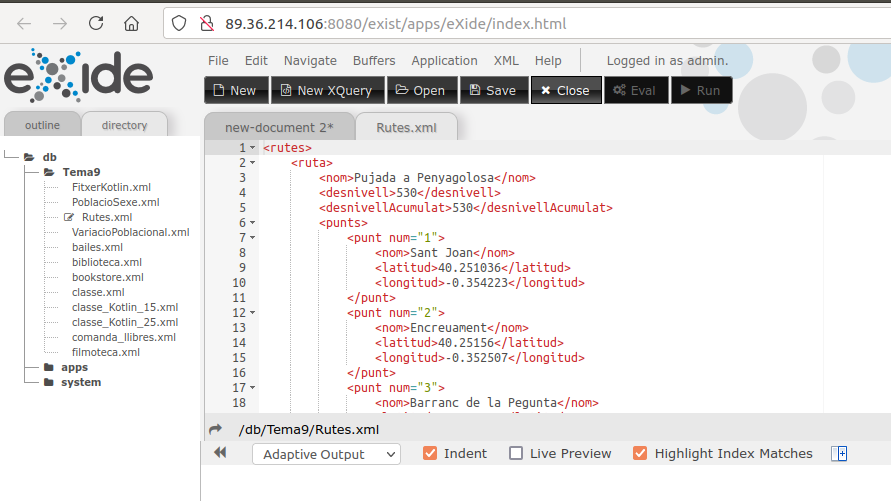 89.36.214.106:8080/exist/apps/eXide/index.html
eXide
File Edit Navigate Buffers Application XML Help Logged in as admin.
New New XQuery Open Save Close Eval Run
outline directory
new-document 2* Rutes.xml
db
Tema9
FitxerKotlin.xml
PoblacioSexe.xml
Rutes.xml
VariacioPoblacional.xml
bailes.xml
biblioteca.xml
bookstore.xml
classe.xml
classe_Kotlin_15.xml
classe_Kotlin_25.xml
comanda_llibres.xml
filmoteca.xml
apps
system
1 <rutes>
2 <ruta>
3 <nom>Pujada a Penyagolosa</nom>
4 <desnivell>530</desnivell>
5 <desnivellAcumulat>530</desnivellAcumulat>
6 <punts>
7 <punt num="1">
8 <nom>Sant Joan</nom>
9 <latitud>40.251036</latitud>
10 <longitud>-0.354223</longitud>
11 </punt>
12 <punt num="2">
13 <nom>Encreuament</nom>
14 <latitud>40.25156</latitud>
15 <longitud>-0.352507</longitud>
16 </punt>
17 <punt num="3">
18 <nom>Barranc de la Pegunta</nom>
/db/Tema9/Rutes.xml
Adaptive Output Indent Live Preview Highlight Index Matches